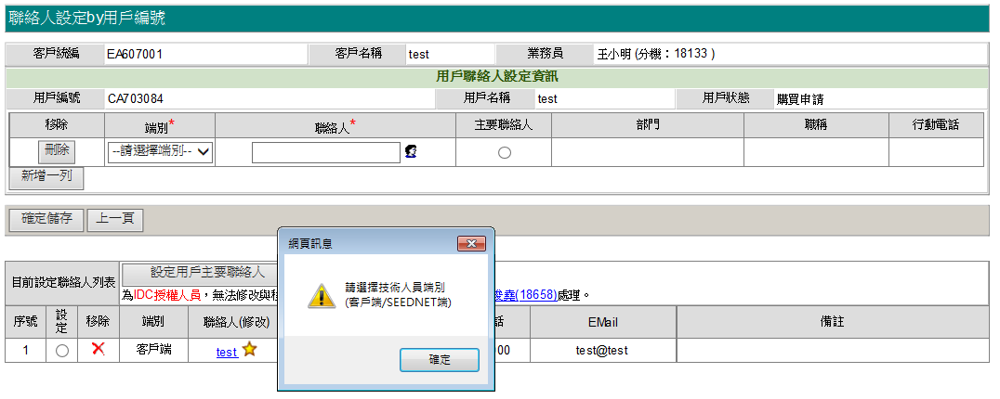 聯絡人設定by用戶編號
客戶統編 EA607001 客戶名稱 test 業務員 王小明 (分機：18133 )
用戶聯絡人設定資訊
用戶編號 CA703084 用戶名稱 test 用戶狀態 購買申請
移除 端別* 聯絡人* 主要聯絡人 部門 職稱 行動電話
刪除 --請選擇端別--
新增一列
確定儲存 上一頁
網頁訊息
請選擇技術人員端別
(客戶端/SEEDNET端)
確定
目前設定聯絡人列表 設定用戶主要聯絡人
為IDC授權人員，無法修改與移 (18658)處理。
序號 設定 移除 端別 聯絡人(修改) 話 EMail 備註
1 客戶端 test 00 test@test